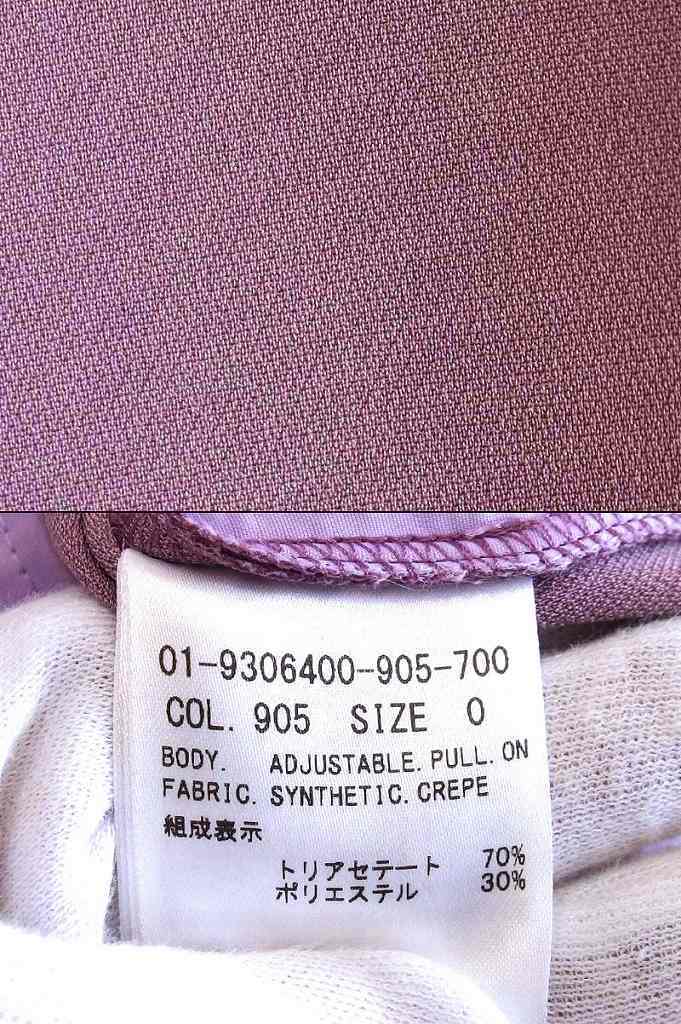 01-9306400-905-700
COL. 905 SIZE 0
BODY. ADJUSTABLE. PULL. ON
FABRIC. SYNTHETIC. CREPE
組成表示
トリアセテート 70%
ポリエステル 30%